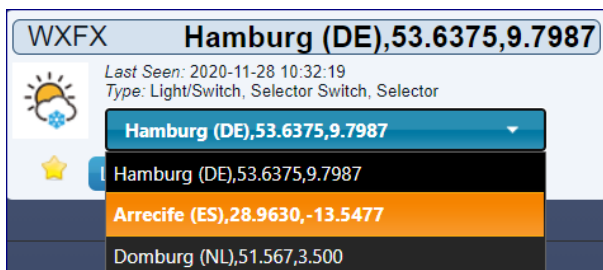 WXFX Hamburg (DE),53.6375,9.7987
Last Seen: 2020-11-28 10:32:19
Type: Light/Switch, Selector Switch, Selector
Hamburg (DE),53.6375,9.7987
Hamburg (DE),53.6375,9.7987
Arrecife (ES),28.9630,-13.5477
Domburg (NL),51.567,3.500